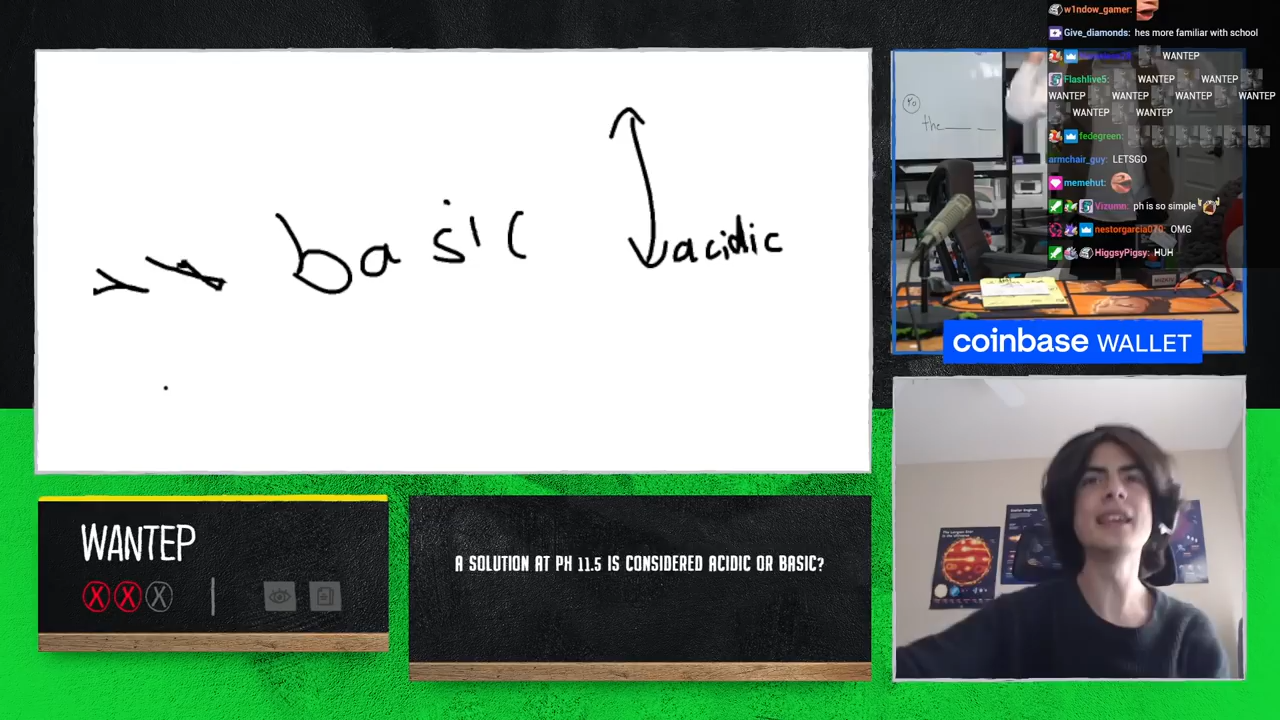 basic
acidic
WANTEP
A SOLUTION AT PH 11.5 IS CONSIDERED ACIDIC OR BASIC?
the
coinbase WALLET
w1ndow_gamer:
Give_diamonds: hes more familiar with school
WANTEP
Flashlive5: WANTEP WANTEP
WANTEP WANTEP WANTEP WANTEP
WANTEP WANTEP
fedegreen:
armchair_guy: LETSGO
memehut:
Vizumn: ph is so simple
nestorgarcia070: OMG
HiggsyPigsy: HUH